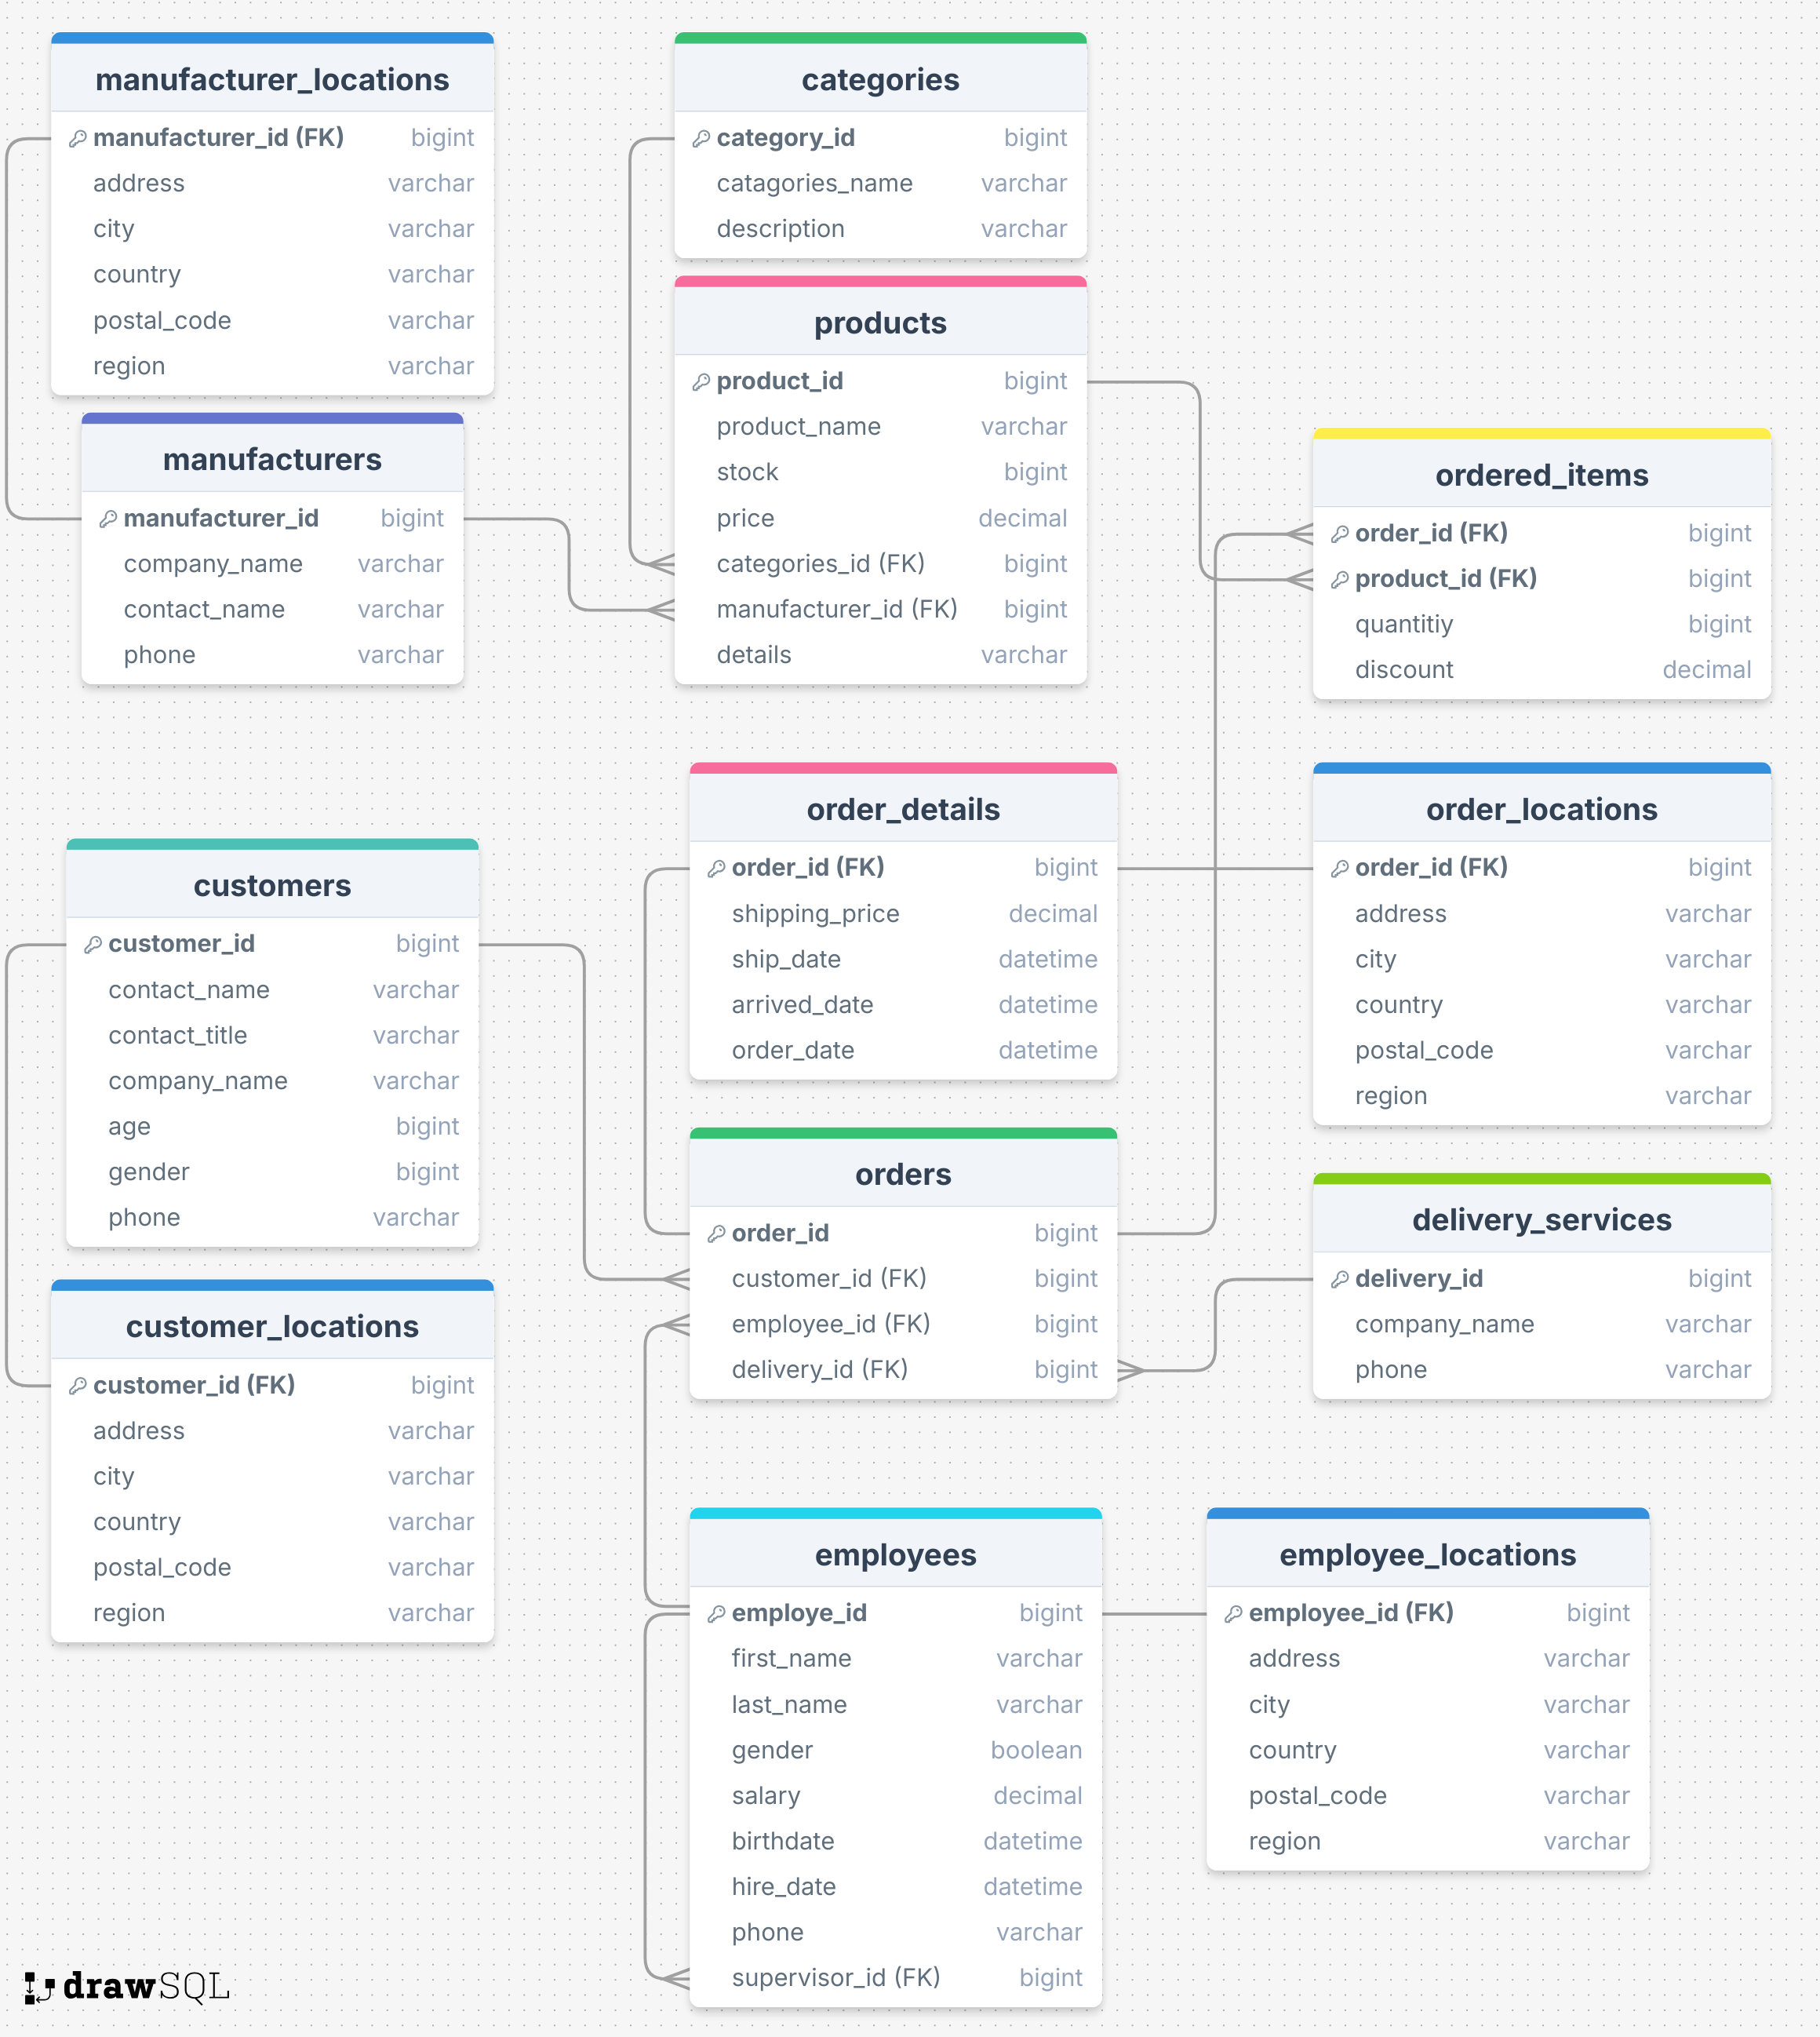 manufacturer_locations
manufacturer_id (FK) bigint
address varchar
city varchar
country varchar
postal_code varchar
region varchar
manufacturers
manufacturer_id bigint
company_name varchar
contact_name varchar
phone varchar
categories
category_id bigint
catagories_name varchar
description varchar
products
product_id bigint
product_name varchar
stock bigint
price decimal
categories_id (FK) bigint
manufacturer_id (FK) bigint
details varchar
ordered_items
order_id (FK) bigint
product_id (FK) bigint
quantitiy bigint
discount decimal
customers
customer_id bigint
contact_name varchar
contact_title varchar
company_name varchar
age bigint
gender bigint
phone varchar
customer_locations
customer_id (FK) bigint
address varchar
city varchar
country varchar
postal_code varchar
region varchar
order_details
order_id (FK) bigint
shipping_price decimal
ship_date datetime
arrived_date datetime
order_date datetime
orders
order_id bigint
customer_id (FK) bigint
employee_id (FK) bigint
delivery_id (FK) bigint
order_locations
order_id (FK) bigint
address varchar
city varchar
country varchar
postal_code varchar
region varchar
delivery_services
delivery_id bigint
company_name varchar
phone varchar
employees
employe_id bigint
first_name varchar
last_name varchar
gender boolean
salary decimal
birthdate datetime
hire_date datetime
phone varchar
supervisor_id (FK) bigint
employee_locations
employee_id (FK) bigint
address varchar
city varchar
country varchar
postal_code varchar
region varchar
drawSQL